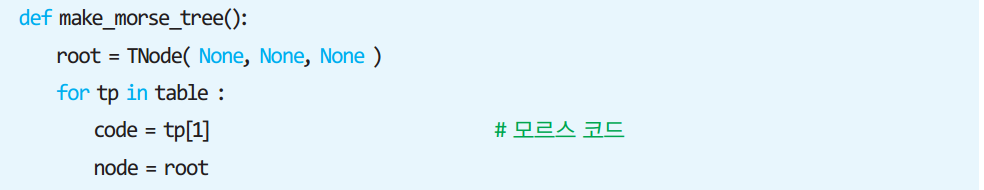 def make_morse_tree():
    root = TNode( None, None, None )
    for tp in table :
        code = tp[1]                    # 모르스 코드
        node = root